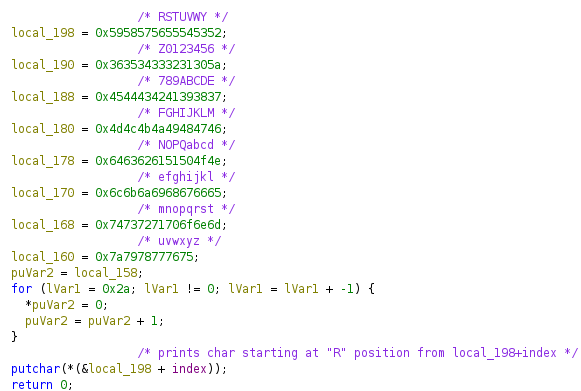 /* RSTUVWY */
local_198 = 0x5958575655545352;
/* Z0123456 */
local_190 = 0x363534333231305a;
/* 789ABCDE */
local_188 = 0x4544434241393837;
/* FGHIJKLM */
local_180 = 0x4d4c4b4a49484746;
/* NOPQabcd */
local_178 = 0x6463626151504f4e;
/* efghijkl */
local_170 = 0x6c6b6a6968676665;
/* mnopqrst */
local_168 = 0x74737271706f6e6d;
/* uvwxyz */
local_160 = 0x7a7978777675;
puVar2 = local_158;
for (lVar1 = 0x2a; lVar1 != 0; lVar1 = lVar1 + -1) {
*puVar2 = 0;
puVar2 = puVar2 + 1;
}
/* prints char starting at "R" position from local_198+index */
putchar(*(&local_198 + index));
return 0;